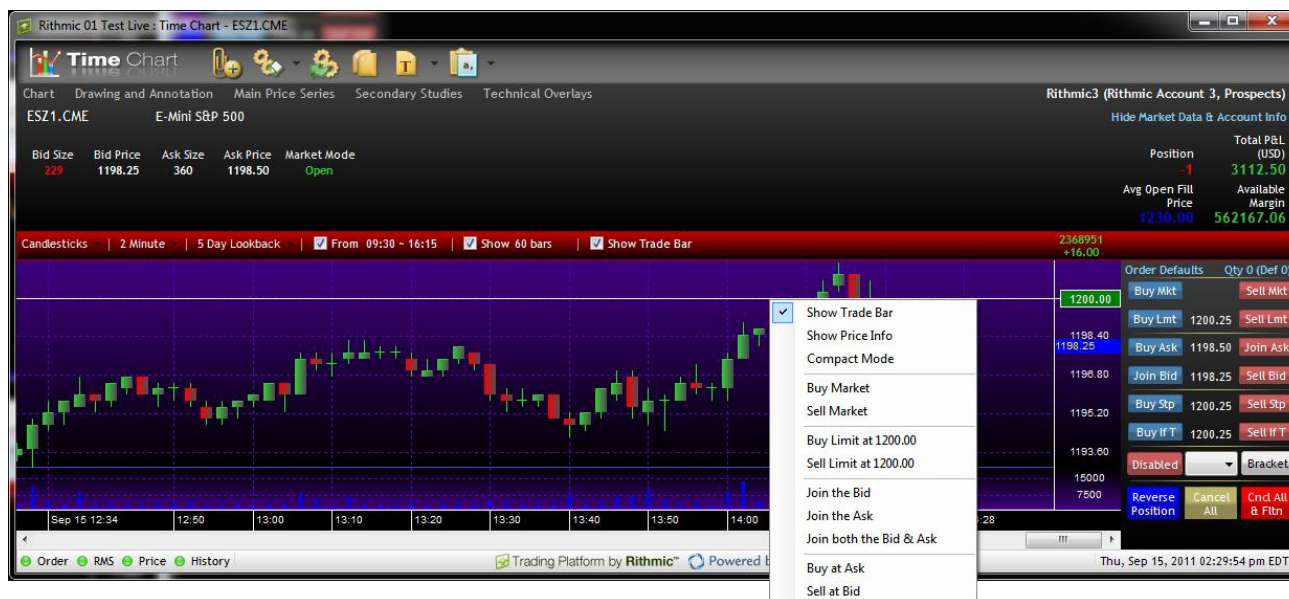 Rithmic 01 Test Live : Time Chart - ESZ1.CME
Time Chart
Chart Drawing and Annotation Main Price Series Secondary Studies Technical Overlays
Rithmic3 (Rithmic Account 3, Prospects)
ESZ1.CME E-Mini S&P 500
Hide Market Data & Account Info
Bid Size Bid Price Ask Size Ask Price Market Mode
229 1198.25 360 1198.50 Open
Position Total P&L (USD)
-1 3112.50
Avg Open Fill Price Available Margin
1230.00 562167.06
Candlesticks 2 Minute 5 Day Lookback From 09:30 ~ 16:15 Show 60 bars Show Trade Bar
2368951
+16.00
1200.00
1198.40
1198.25
1196.80
1195.20
1193.60
15000
7500
Order Defaults Qty 0 (Def 0)
Buy Mkt Sell Mkt
Buy Lmt 1200.25 Sell Lmt
Buy Ask 1198.50 Join Ask
Join Bid 1198.25 Sell Bid
Buy Stp 1200.25 Sell Stp
Buy If T 1200.25 Sell If T
Disabled Bracket
Reverse Position Cancel All Cncl All & Fltn
Show Trade Bar
Show Price Info
Compact Mode
Buy Market
Sell Market
Buy Limit at 1200.00
Sell Limit at 1200.00
Join the Bid
Join the Ask
Join both the Bid & Ask
Buy at Ask
Sell at Bid
Sep 15 12:34 12:50 13:00 13:10 13:20 13:30 13:40 13:50 14:00 :28
Order RMS Price History
Trading Platform by Rithmic™ Powered
Thu, Sep 15, 2011 02:29:54 pm EDT